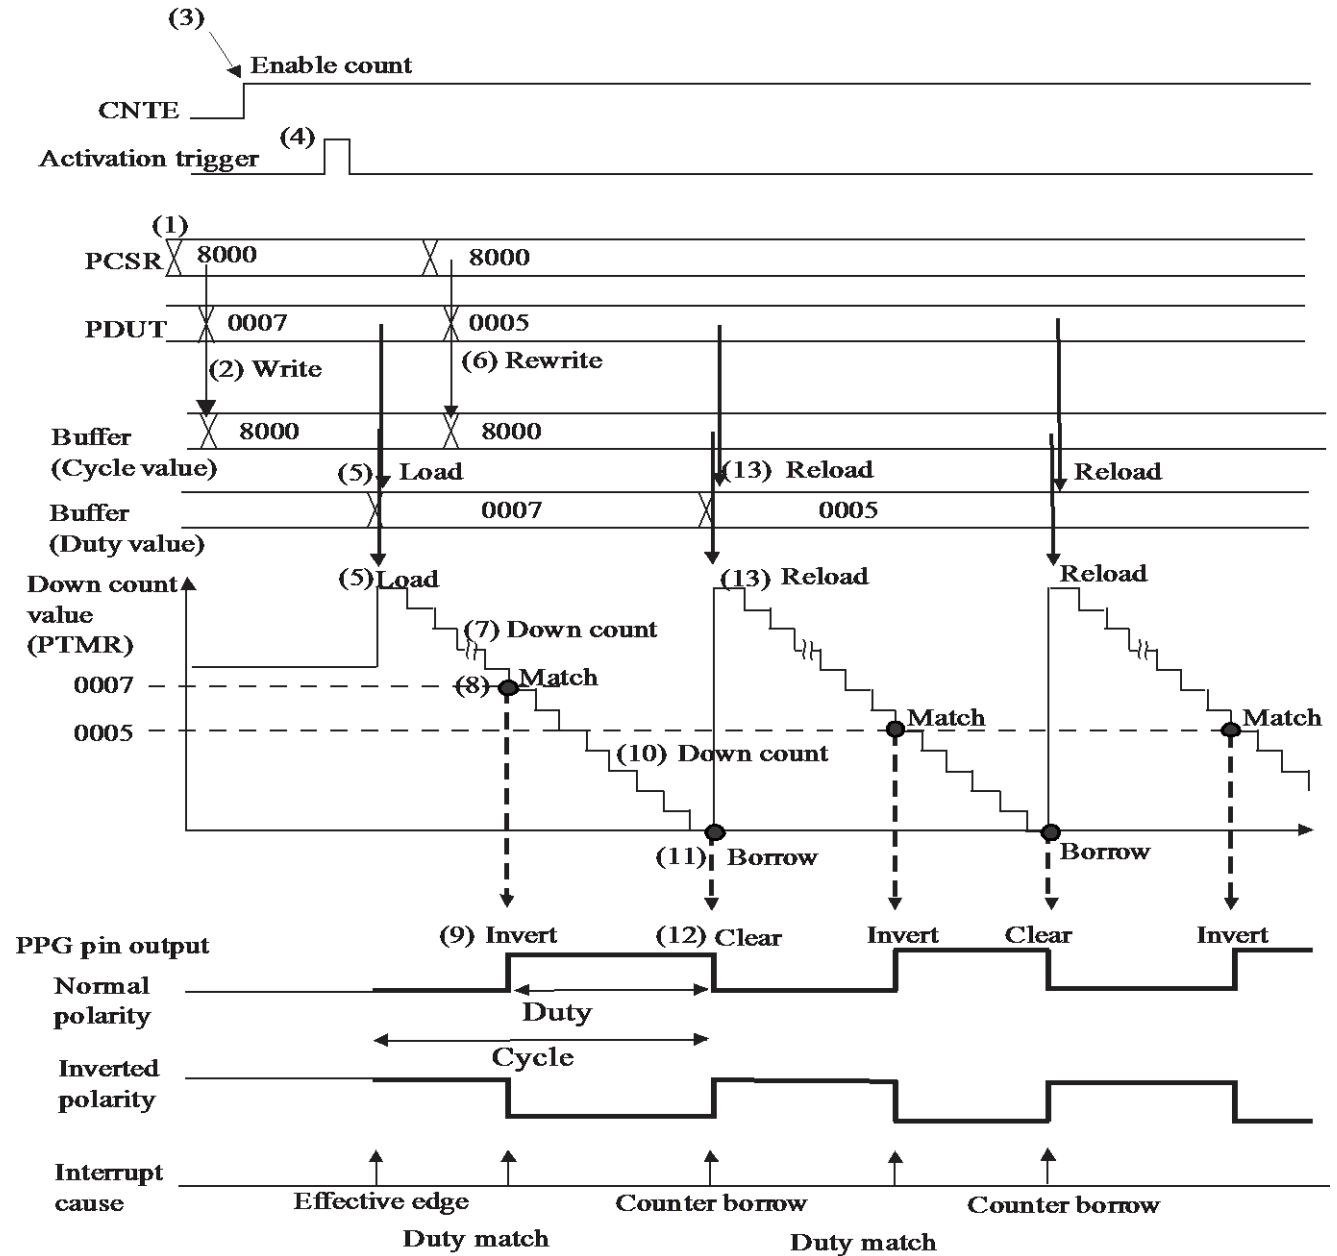 (3)
Enable count
CNTE
(4)
Activation trigger
(1)
8000 8000
PCSR
0007 0005
PDUT
(2) Write (6) Rewrite
8000 8000
Buffer
(Cycle value)
(5) Load (13) Reload Reload
Buffer 0007 0005
(Duty value)
Down count (5) Load (13) Reload Reload
value
(PTMR)
(7) Down count
0007 (8) Match
0005 Match Match
(10) Down count
(11) Borrow Borrow
PPG pin output (9) Invert (12) Clear Invert Clear Invert
Normal
polarity
Duty
Cycle
Inverted
polarity
Interrupt
cause
Effective edge Counter borrow Counter borrow
Duty match Duty match